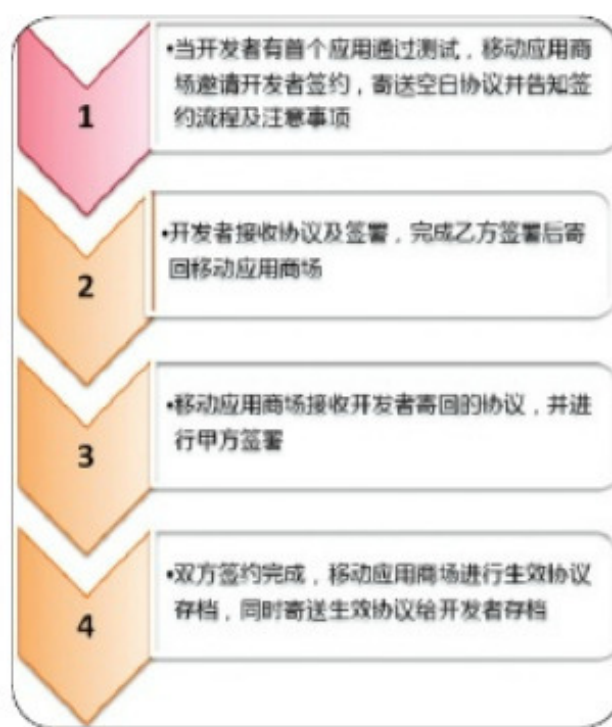 1
•当开发者有首个应用通过测试，移动应用商
场邀请开发者签约，寄送空白协议并告知签
约流程及注意事项
2
•开发者接收协议及签署，完成乙方签署后寄
回移动应用商场
3
•移动应用商场接收开发者寄回的协议，并进
行甲方签署
4
•双方签约完成，移动应用商场进行生效协议
存档，同时寄送生效协议给开发者存档